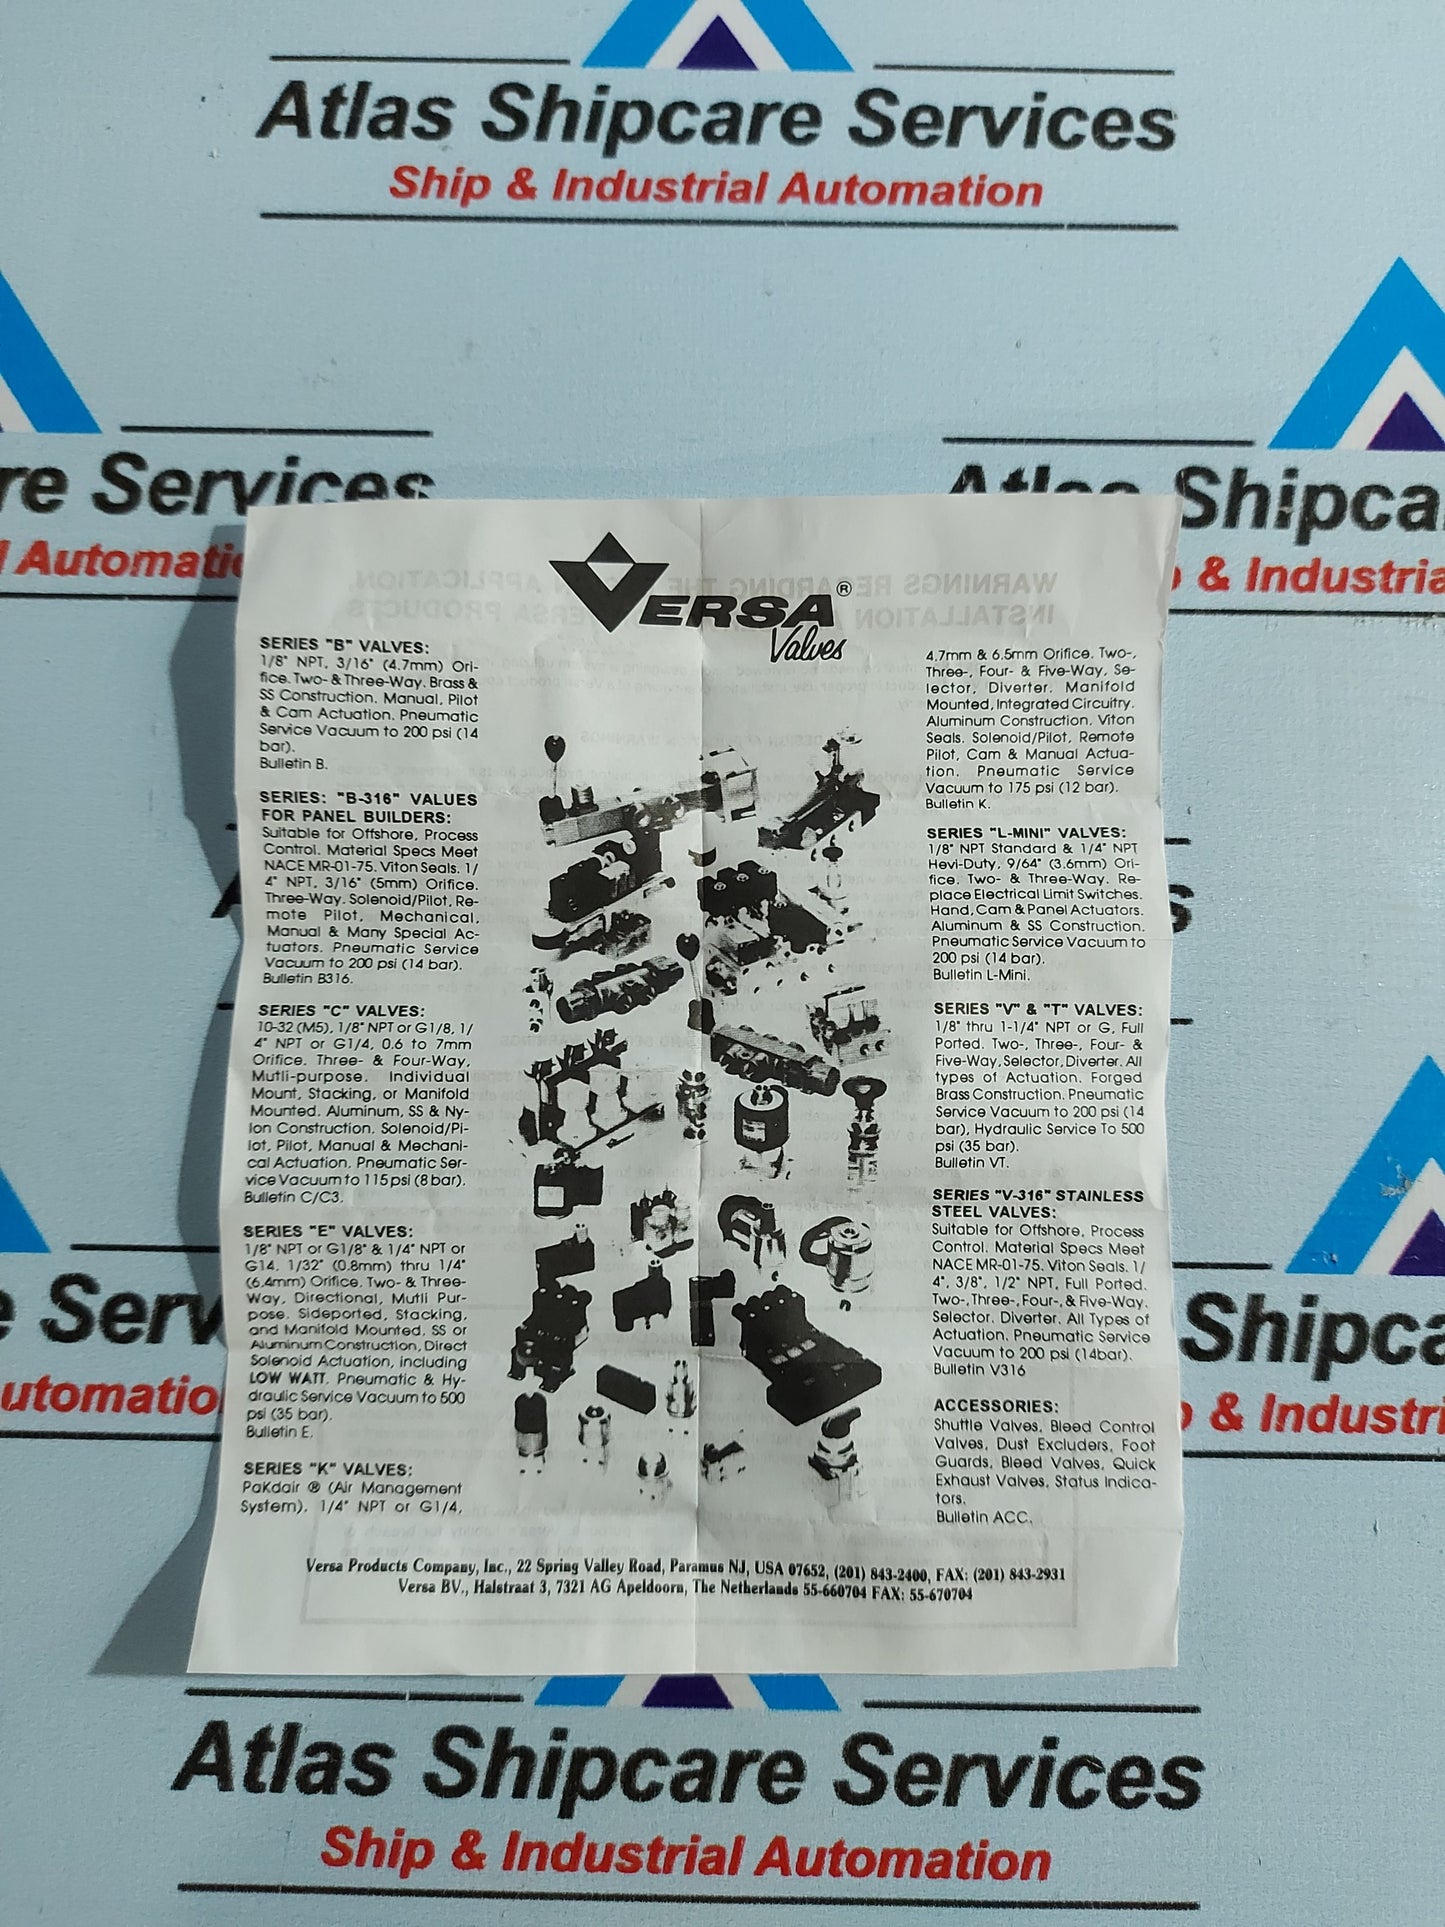 Atlas Shipcare Services
Ship & Industrial Automation
re Services
Automatic
Shipca
& Industria
VERSA®
Valves
SERIES "B" VALVES:
1/8" NPT, 3/16" (4.7mm) Ori-
fice. Two- & Three-Way. Brass &
SS Construction. Manual, Pilot
& Cam Actuation. Pneumatic
Service Vacuum to 200 psi (14
bar).
Bulletin B.
SERIES: "B-316" VALUES
FOR PANEL BUILDERS:
Suitable for Offshore, Process
Control. Material Specs Meet
NACE MR-01-75. Viton Seals. 1/
4" NPT, 3/16" (5mm) Orifice.
Three-Way. Solenoid/Pilot, Re-
mote Pilot, Mechanical,
Manual & Many Special Ac-
tuators. Pneumatic Service
Vacuum to 200 psi (14 bar).
Bulletin B316.
SERIES "C" VALVES:
10-32 (M5), 1/8" NPT or G1/8, 1/
4" NPT or G1/4, 0.6 to 7mm
Orifice. Three- & Four-Way,
Mutli-purpose. Individual
Mount, Stacking, or Manifold
Mounted. Aluminum, SS & Ny-
lon Construction. Solenoid/Pi-
lot, Pilot, Manual & Mechani-
cal Actuation. Pneumatic Ser-
vice Vacuum to 115 psi (8 bar).
Bulletin C/C3.
SERIES "E" VALVES:
1/8" NPT or G1/8" & 1/4" NPT or
G14. 1/32" (0.8mm) thru 1/4"
(6.4mm) Orifice. Two- & Three-
Way, Directional, Mutli Pur-
pose. Sideported, Stacking,
and Manifold Mounted. SS or
Aluminum Construction, Direct
Solenoid Actuation, including
LOW WATT. Pneumatic & Hy-
draulic Service Vacuum to 500
psi (35 bar).
Bulletin E.
SERIES "K" VALVES:
PaKdair ® (Air Management
System). 1/4" NPT or G1/4,
4.7mm & 6.5mm Orifice. Two-,
Three-, Four- & Five-Way, Se-
lector, Diverter. Manifold
Mounted, Integrated Circuitry.
Aluminum Construction. Viton
Seals. Solenoid/Pilot, Remote
Pilot, Cam & Manual Actua-
tion. Pneumatic Service
Vacuum to 175 psi (12 bar).
Bulletin K.
SERIES "L-MINI" VALVES:
1/8" NPT Standard & 1/4" NPT
Hevi-Duty, 9/64" (3.6mm) Ori-
fice. Two- & Three-Way. Re-
place Electrical Limit Switches.
Hand, Cam & Panel Actuators.
Aluminum & SS Construction.
Pneumatic Service Vacuum to
200 psi (14 bar).
Bulletin L-Mini.
SERIES "V" & "T" VALVES:
1/8" thru 1-1/4" NPT or G, Full
Ported. Two-, Three-, Four- &
Five-Way, Selector, Diverter. All
types of Actuation. Forged
Brass Construction. Pneumatic
Service Vacuum to 200 psi (14
bar), Hydraulic Service To 500
psi (35 bar).
Bulletin VT.
SERIES "V-316" STAINLESS
STEEL VALVES:
Suitable for Offshore, Process
Control. Material Specs Meet
NACE MR-01-75. Viton Seals. 1/
4", 3/8", 1/2" NPT, Full Ported.
Two-, Three-, Four-, & Five-Way.
Selector. Diverter. All Types of
Actuation. Pneumatic Service
Vacuum to 200 psi (14bar).
Bulletin V316
ACCESSORIES:
Shuttle Valves, Bleed Control
Valves, Dust Excluders, Foot
Guards, Bleed Valves, Quick
Exhaust Valves, Status Indica-
tors.
Bulletin ACC.
Versa Products Company, Inc., 22 Spring Valley Road, Paramus NJ, USA 07652, (201) 843-2400, FAX: (201) 843-2931
Versa BV., Halstraat 3, 7321 AG Apeldoorn, The Netherlands 55-660704 FAX: 55-670704
e Serv
utomatio
Shipca
& Industri
Atlas Shipcare Services
Ship & Industrial Automation